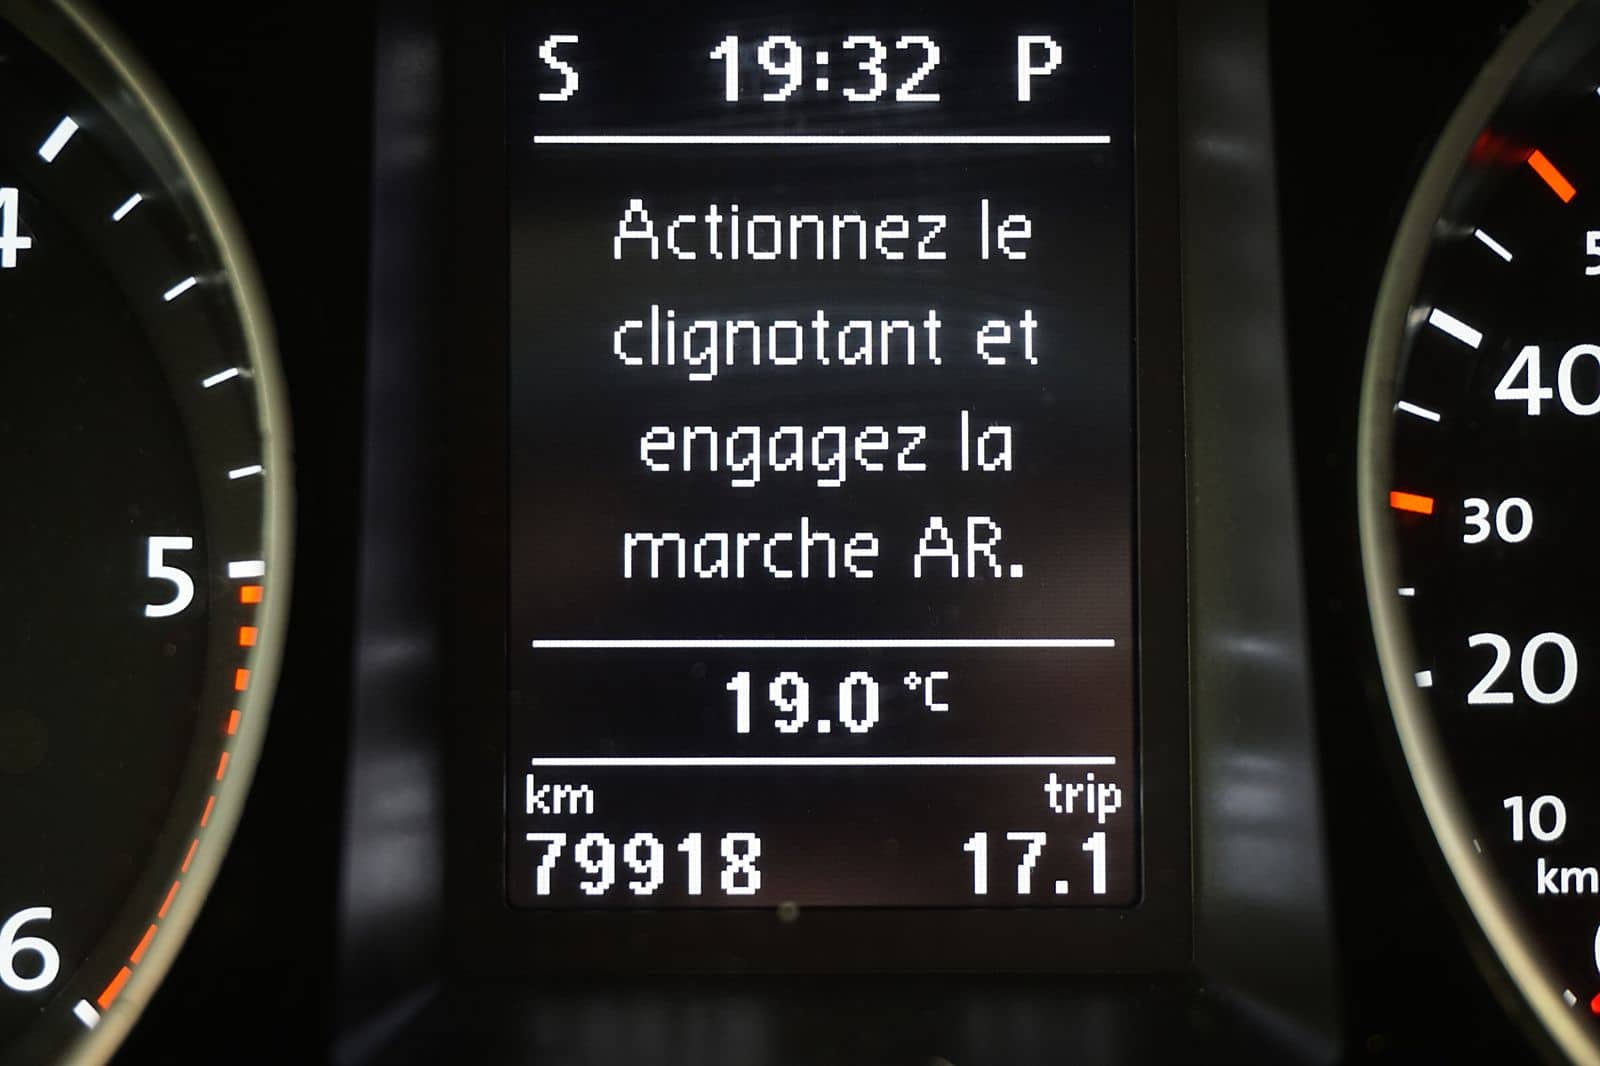 S 19:32 P
Actionnez le
clignotant et
engagez la
marche AR.
19.0 °C
km trip
79918 17.1
4
5
6
40
30
20
10
km